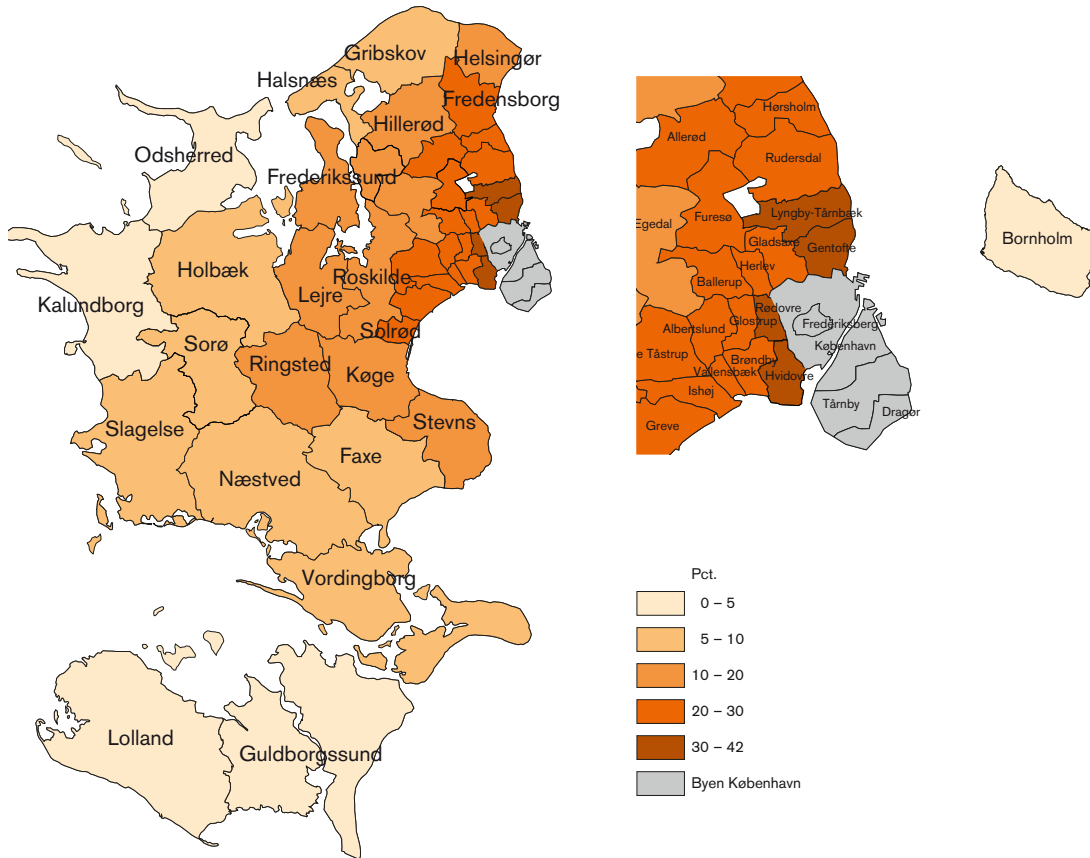 Gribskov
Helsingør
Halsnæs
Fredensborg
Hillerød
Odsherred
Frederikssund
Holbæk
Roskilde
Kalundborg
Lejre
Solrød
Sorø
Ringsted
Køge
Slagelse
Stevns
Faxe
Næstved
Vordingborg
Lolland
Guldborgssund
Hørsholm
Allerød
Rudersdal
Egedal
Furesø
Lyngby-Tårnbæk
Gladsaxe
Gentofte
Herlev
Ballerup
Rødovre
Albertslund
Glostrup
Frederiksberg
København
e Tåstrup
Brøndby
Vallensbæk
Hvidovre
Ishøj
Tårnby
Dragør
Greve
Bornholm
Pct.
0 – 5
5 – 10
10 – 20
20 – 30
30 – 42
Byen København